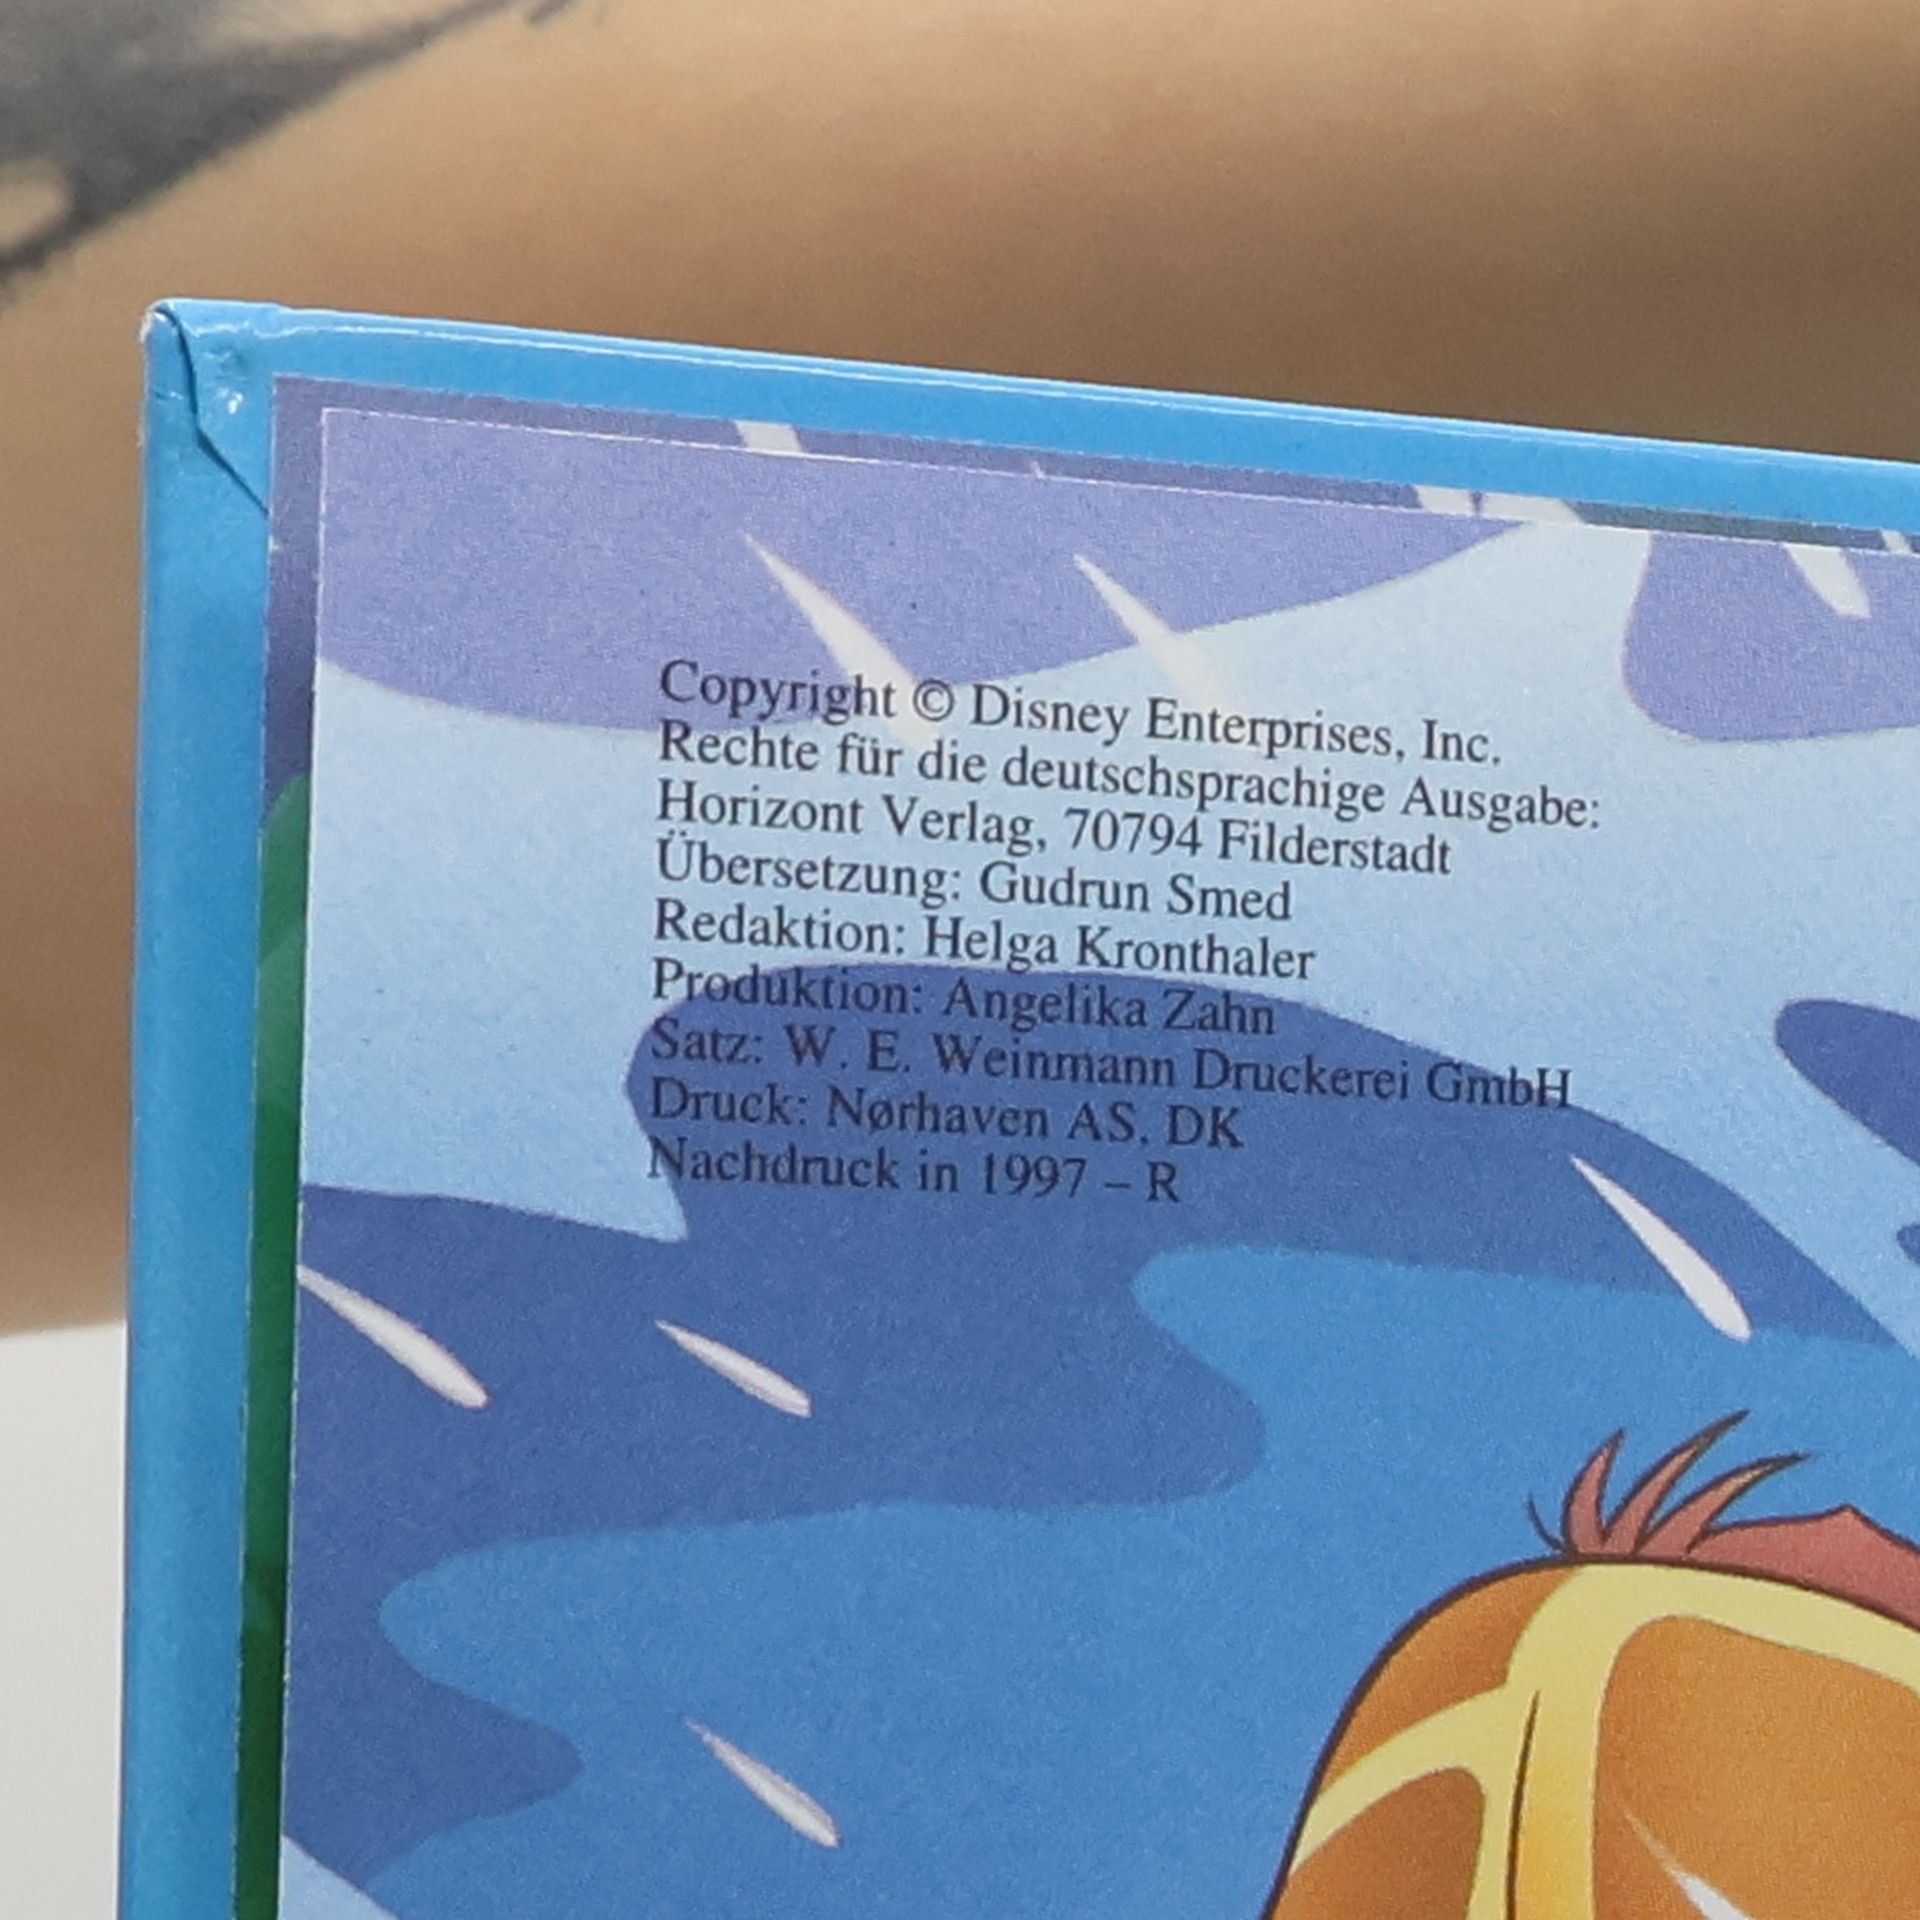 Copyright © Disney Enterprises, Inc.
Rechte für die deutschsprachige Ausgabe:
Horizont Verlag, 70794 Filderstadt
Übersetzung: Gudrun Smed
Redaktion: Helga Kronthaler
Produktion: Angelika Zahn
Satz: W. E. Weinmann Druckerei GmbH
Druck: Nørhaven AS, DK
Nachdruck in 1997 – R